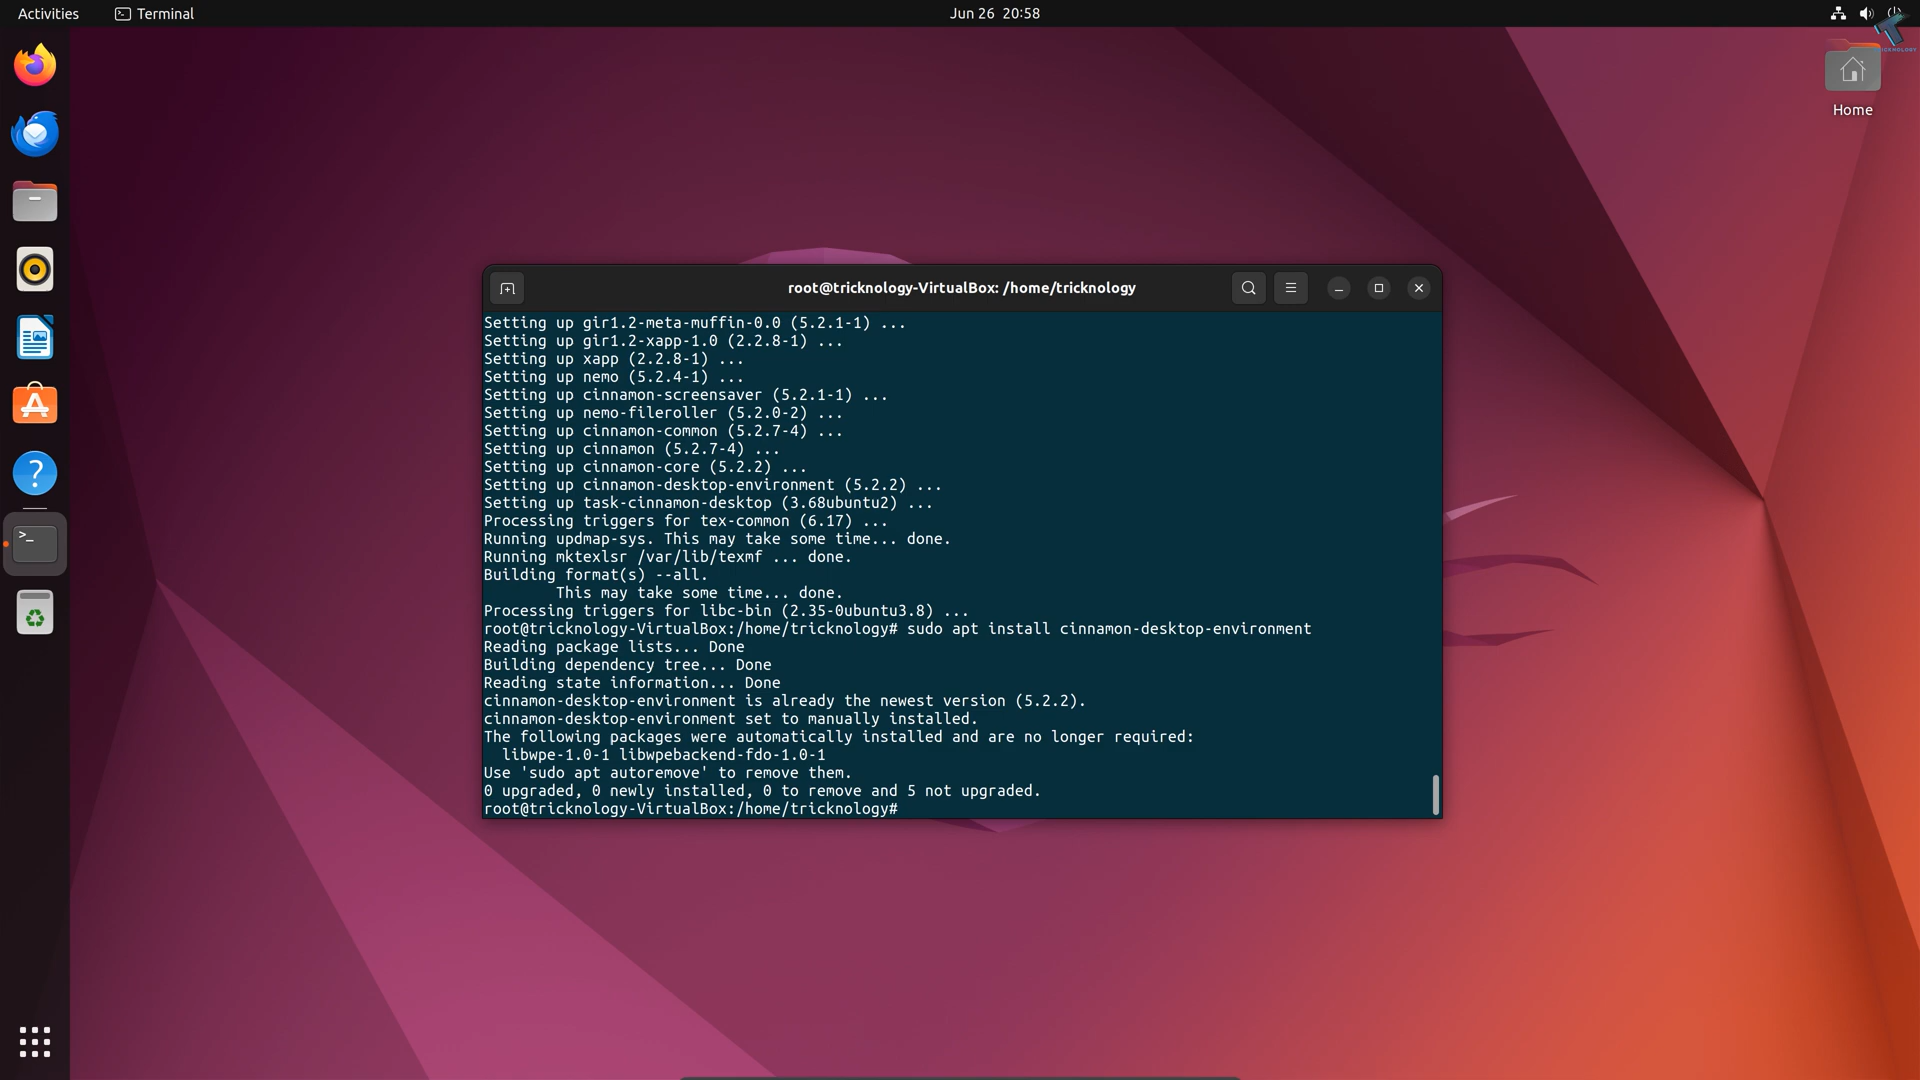 Activities
Terminal
Jun 26 20:58
Home
root@tricknology-VirtualBox: /home/tricknology
Setting up gir1.2-meta-muffin-0.0 (5.2.1-1) ...
Setting up gir1.2-xapp-1.0 (2.2.8-1) ...
Setting up xapp (2.2.8-1) ...
Setting up nemo (5.2.4-1) ...
Setting up cinnamon-screensaver (5.2.1-1) ...
Setting up nemo-fileroller (5.2.0-2) ...
Setting up cinnamon-common (5.2.7-4) ...
Setting up cinnamon (5.2.7-4) ...
Setting up cinnamon-core (5.2.2) ...
Setting up cinnamon-desktop-environment (5.2.2) ...
Setting up task-cinnamon-desktop (3.68ubuntu2) ...
Processing triggers for tex-common (6.17) ...
Running updmap-sys. This may take some time... done.
Running mktexlsr /var/lib/texmf ... done.
Building format(s) --all.
This may take some time... done.
Processing triggers for libc-bin (2.35-0ubuntu3.8) ...
root@tricknology-VirtualBox:/home/tricknology# sudo apt install cinnamon-desktop-environment
Reading package lists... Done
Building dependency tree... Done
Reading state information... Done
cinnamon-desktop-environment is already the newest version (5.2.2).
cinnamon-desktop-environment set to manually installed.
The following packages were automatically installed and are no longer required:
libwpe-1.0-1 libwpebackend-fdo-1.0-1
Use 'sudo apt autoremove' to remove them.
0 upgraded, 0 newly installed, 0 to remove and 5 not upgraded.
root@tricknology-VirtualBox:/home/tricknology#